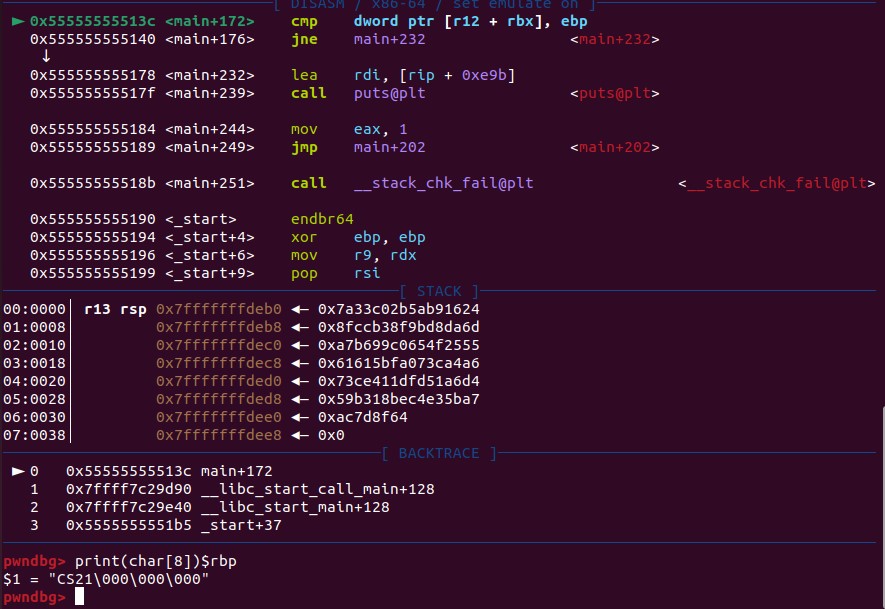 [ DISASM / x86-64 / set emulate on ]
► 0x55555555513c <main+172> cmp dword ptr [r12 + rbx], ebp
0x555555555140 <main+176> jne main+232 <main+232>
↓
0x555555555178 <main+232> lea rdi, [rip + 0xe9b]
0x55555555517f <main+239> call puts@plt <puts@plt>
0x555555555184 <main+244> mov eax, 1
0x555555555189 <main+249> jmp main+202 <main+202>
0x55555555518b <main+251> call __stack_chk_fail@plt <__stack_chk_fail@plt>
0x555555555190 <_start> endbr64
0x555555555194 <_start+4> xor ebp, ebp
0x555555555196 <_start+6> mov r9, rdx
0x555555555199 <_start+9> pop rsi
[ STACK ]
00:0000│ r13 rsp 0x7fffffffdeb0 ◄— 0x7a33c02b5ab91624
01:0008│ 0x7fffffffdeb8 ◄— 0x8fccb38f9bd8da6d
02:0010│ 0x7fffffffdec0 ◄— 0xa7b699c0654f2555
03:0018│ 0x7fffffffdec8 ◄— 0x61615bfa073ca4a6
04:0020│ 0x7fffffffded0 ◄— 0x73ce411dfd51a6d4
05:0028│ 0x7fffffffded8 ◄— 0x59b318bec4e35ba7
06:0030│ 0x7fffffffdee0 ◄— 0xac7d8f64
07:0038│ 0x7fffffffdee8 ◄— 0x0
[ BACKTRACE ]
► 0 0x55555555513c main+172
1 0x7ffff7c29d90 __libc_start_call_main+128
2 0x7ffff7c29e40 __libc_start_main+128
3 0x5555555551b5 _start+37
pwndbg> print(char[8])$rbp
$1 = "CS21\000\000\000"
pwndbg>